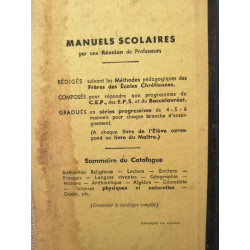 MANUELS SCOLAIRES
par une Réunion de Professeurs
RÉDIGÉS suivant les Méthodes pédagogiques des
Frères des Écoles Chrétiennes.
COMPOSÉS pour répondre aux programmes du
C.E.P., des E.P.S. et du Baccalauréat.
GRADUÉS en séries progressives de 4-5-6
manuels pour chaque branche d'ensei-
gnement.
(A chaque livre de l'Élève corres-
pond un livre du Maître.)
Sommaire du Catalogue
Instruction Religieuse — Lecture — Écriture —
Français — Langues vivantes — Géographie —
Histoire — Arithmétique — Algèbre — Géométrie
— Sciences physiques et naturelles —
Dessin, etc.
(Demander le catalogue complet)